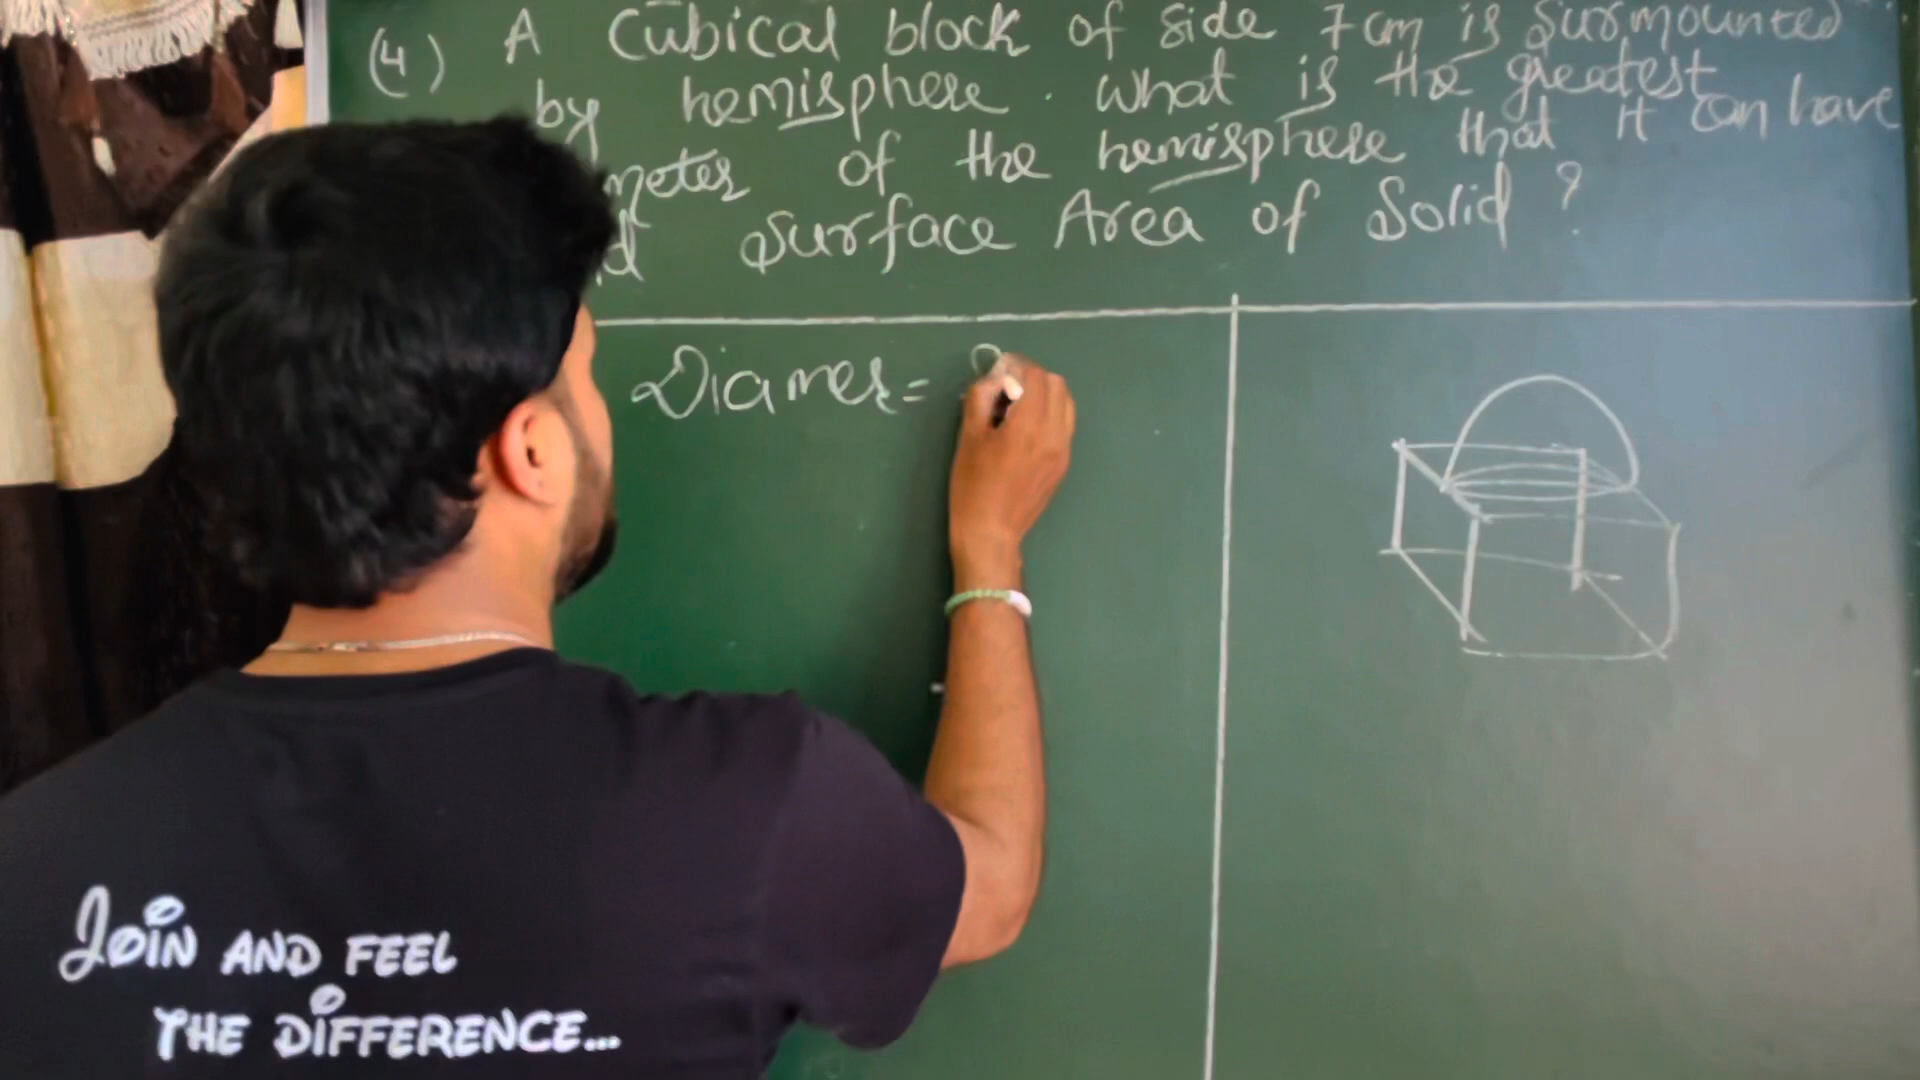 (4) A Cubical block of side 7cm is surmounted
by hemisphere. What is the greatest
meter of the hemisphere that it can have
d surface Area of Solid ?
Diamer =
JOIN AND FEEL
THE DIFFERENCE...